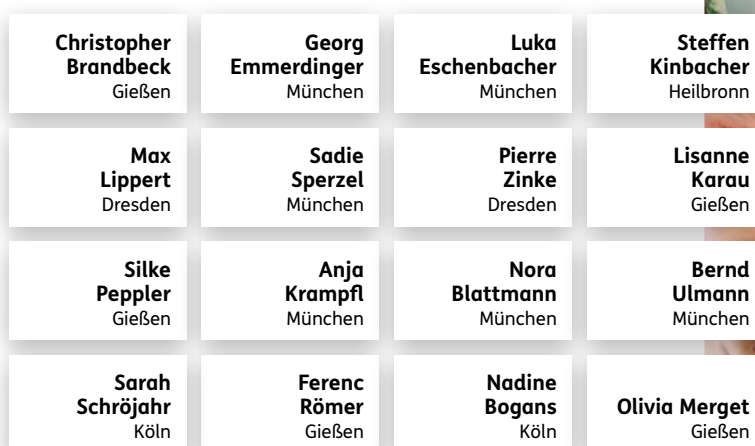 Christopher
Brandbeck
Gießen
Georg
Emmerdinger
München
Luka
Eschenbacher
München
Steffen
Kinbacher
Heilbronn
Max
Lippert
Dresden
Sadie
Sperzel
München
Pierre
Zinke
Dresden
Lisanne
Karau
Gießen
Silke
Peppler
Gießen
Anja
Krampfl
München
Nora
Blattmann
München
Bernd
Ulmann
München
Sarah
Schröjahr
Köln
Ferenc
Römer
Gießen
Nadine
Bogans
Köln
Olivia Merget
Gießen